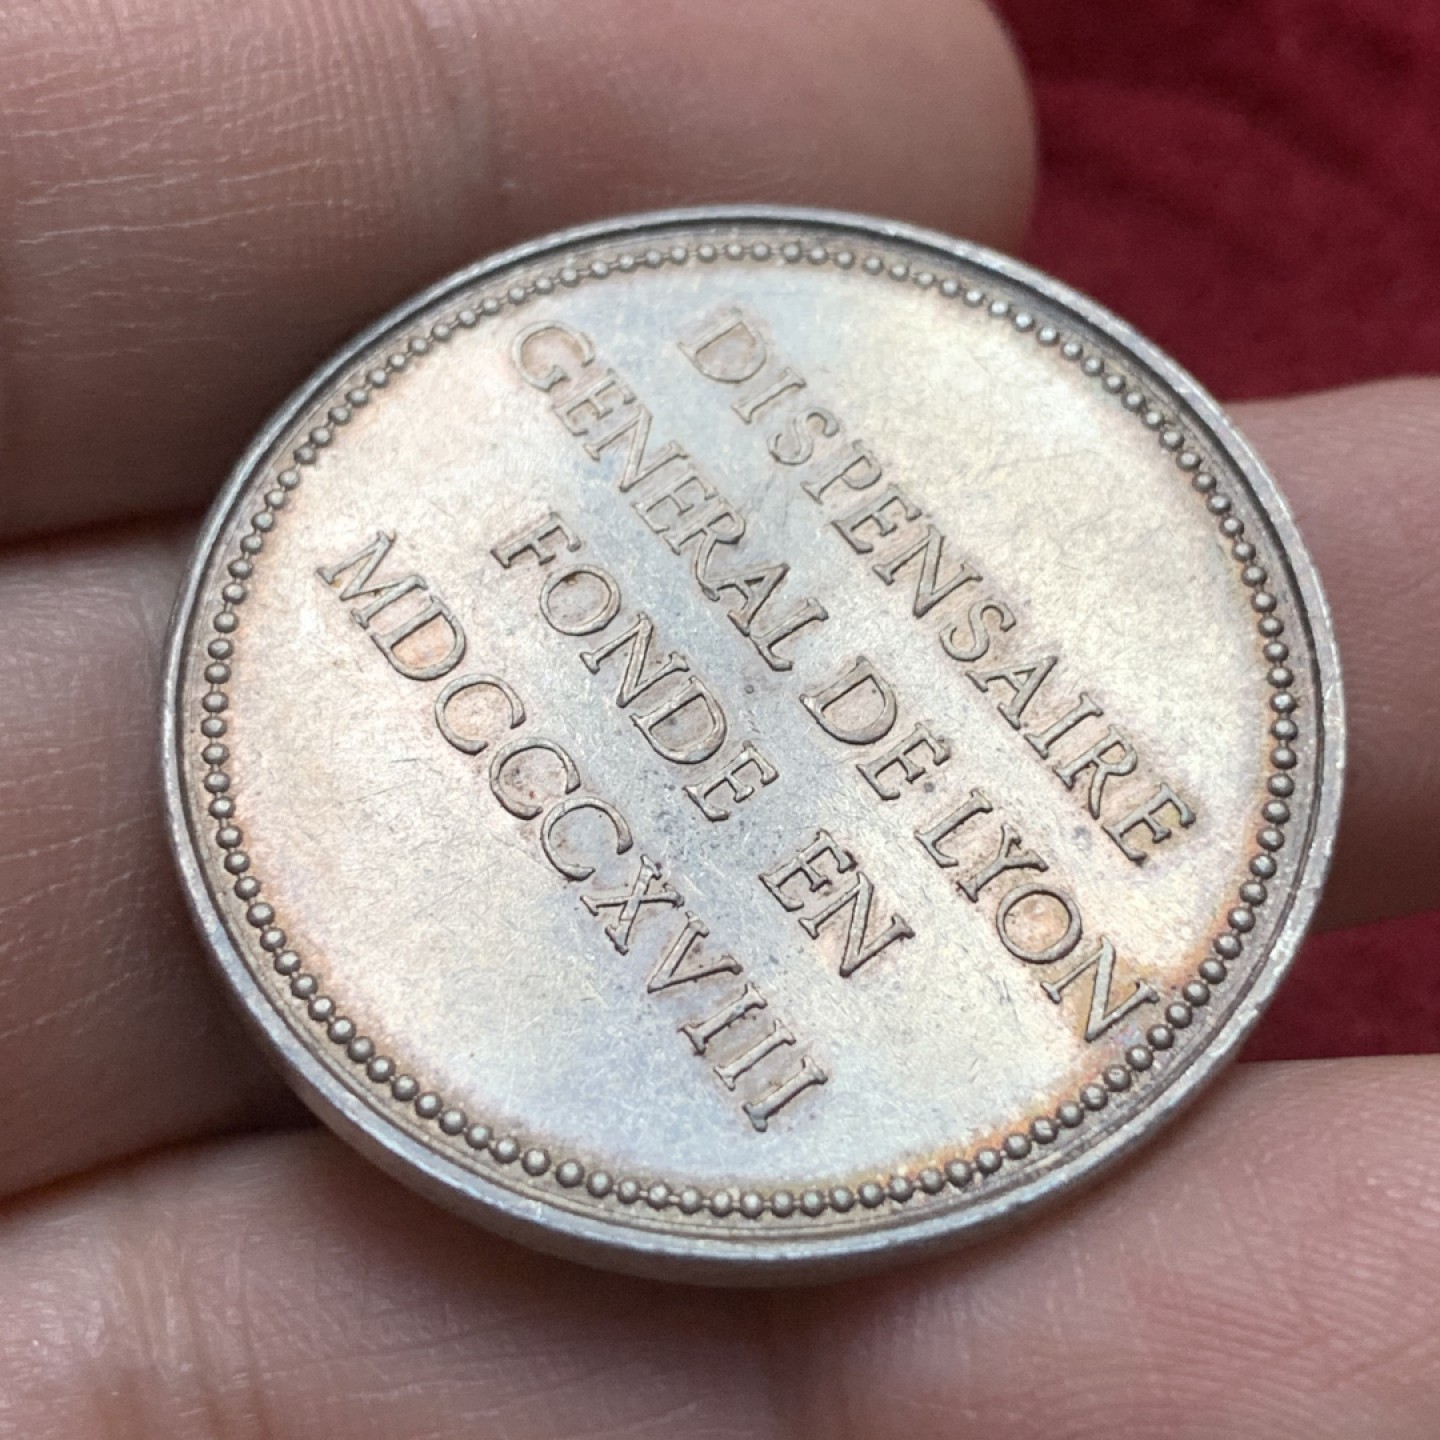 DISPENSAIRE
GENERAL DE LYON
FONDE EN
MDCCCXVIII